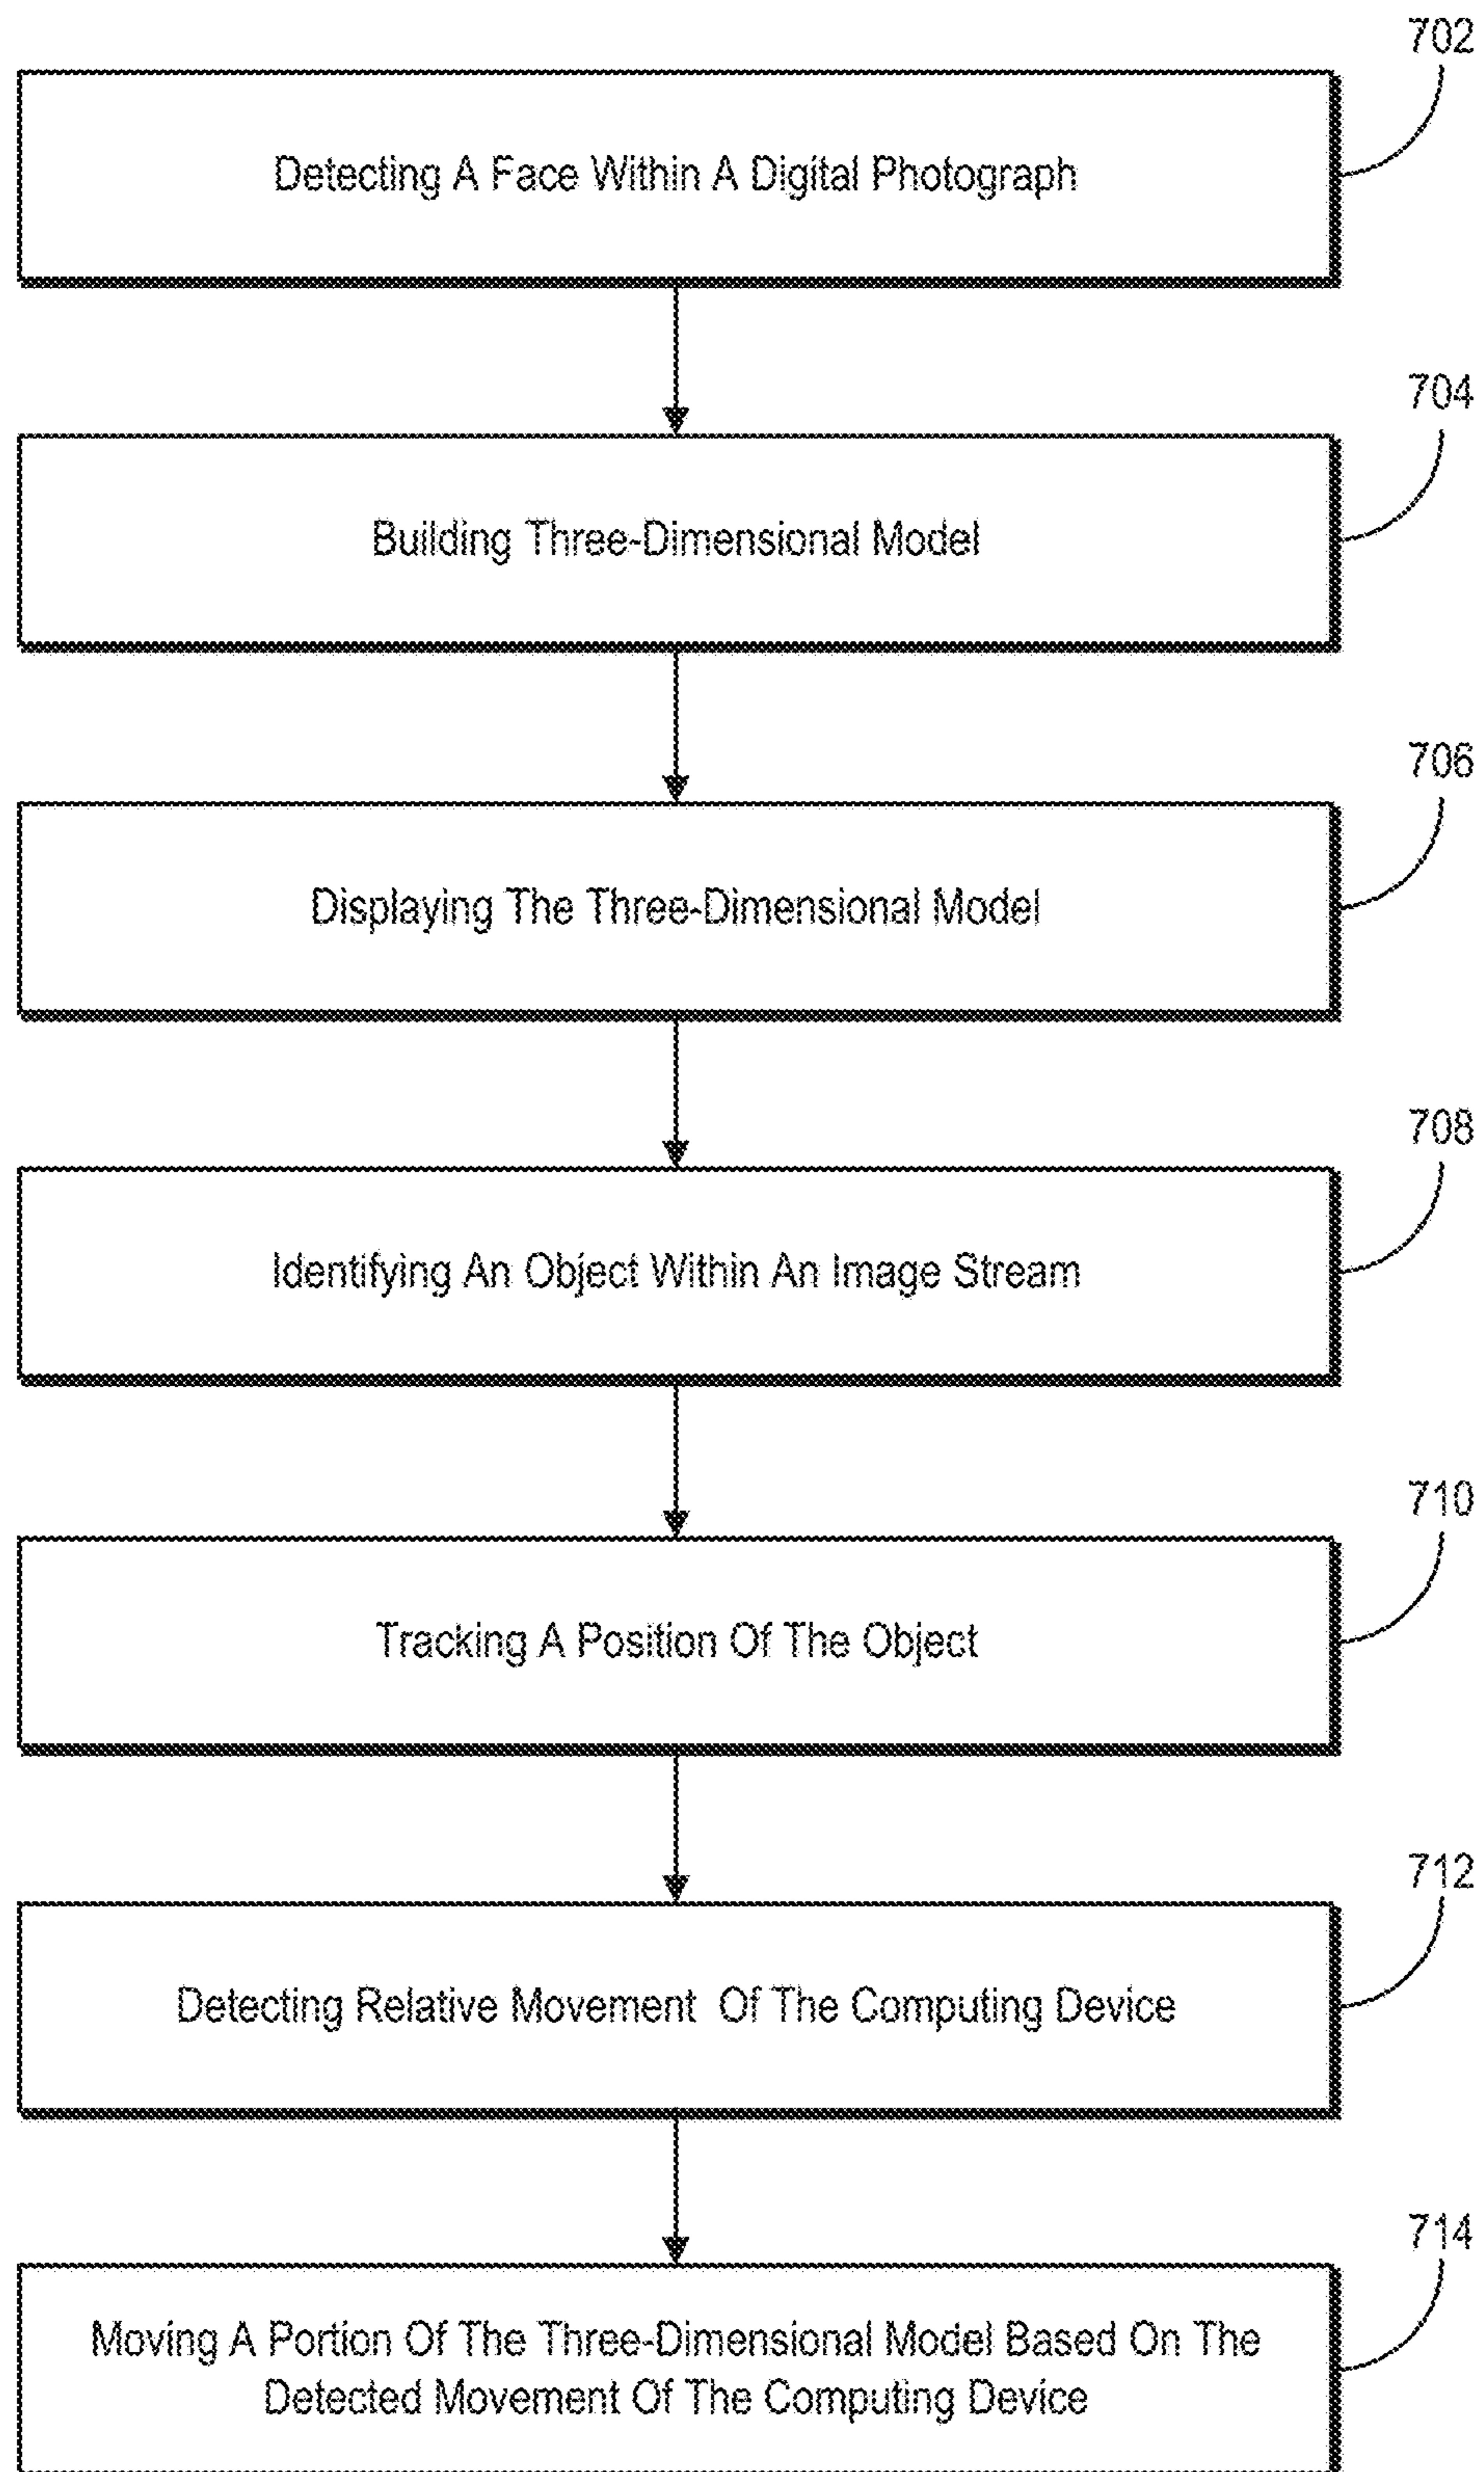 702
Detecting A Face Within A Digital Photograph
704
Building Three-Dimensional Model
706
Displaying The Three-Dimensional Model
708
Identifying An Object Within An Image Stream
710
Tracking A Position Of The Object
712
Detecting Relative Movement Of The Computing Device
714
Moving A Portion Of The Three-Dimensional Model Based On The
Detected Movement Of The Computing Device